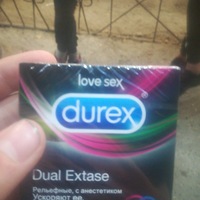 love sex
durex
Dual Extase
Рельефные, с анестетиком
Ускоряют ее,